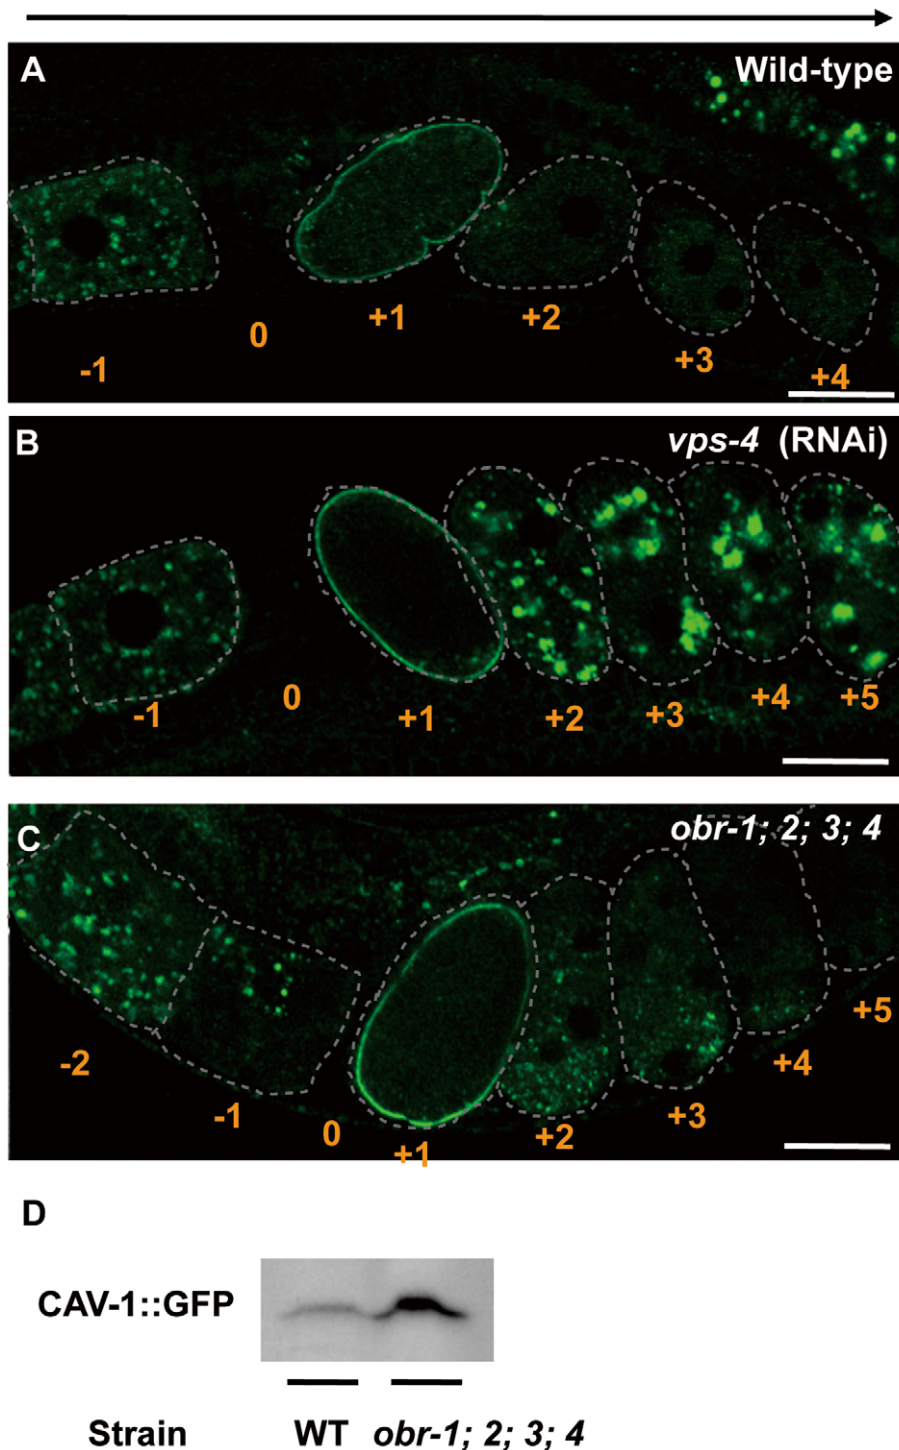 A Wild-type
-1 0 +1 +2 +3 +4
B vps-4 (RNAi)
-1 0 +1 +2 +3 +4 +5
C obr-1; 2; 3; 4
-2 -1 0 +1 +2 +3 +4 +5
D
CAV-1::GFP
Strain WT obr-1; 2; 3; 4